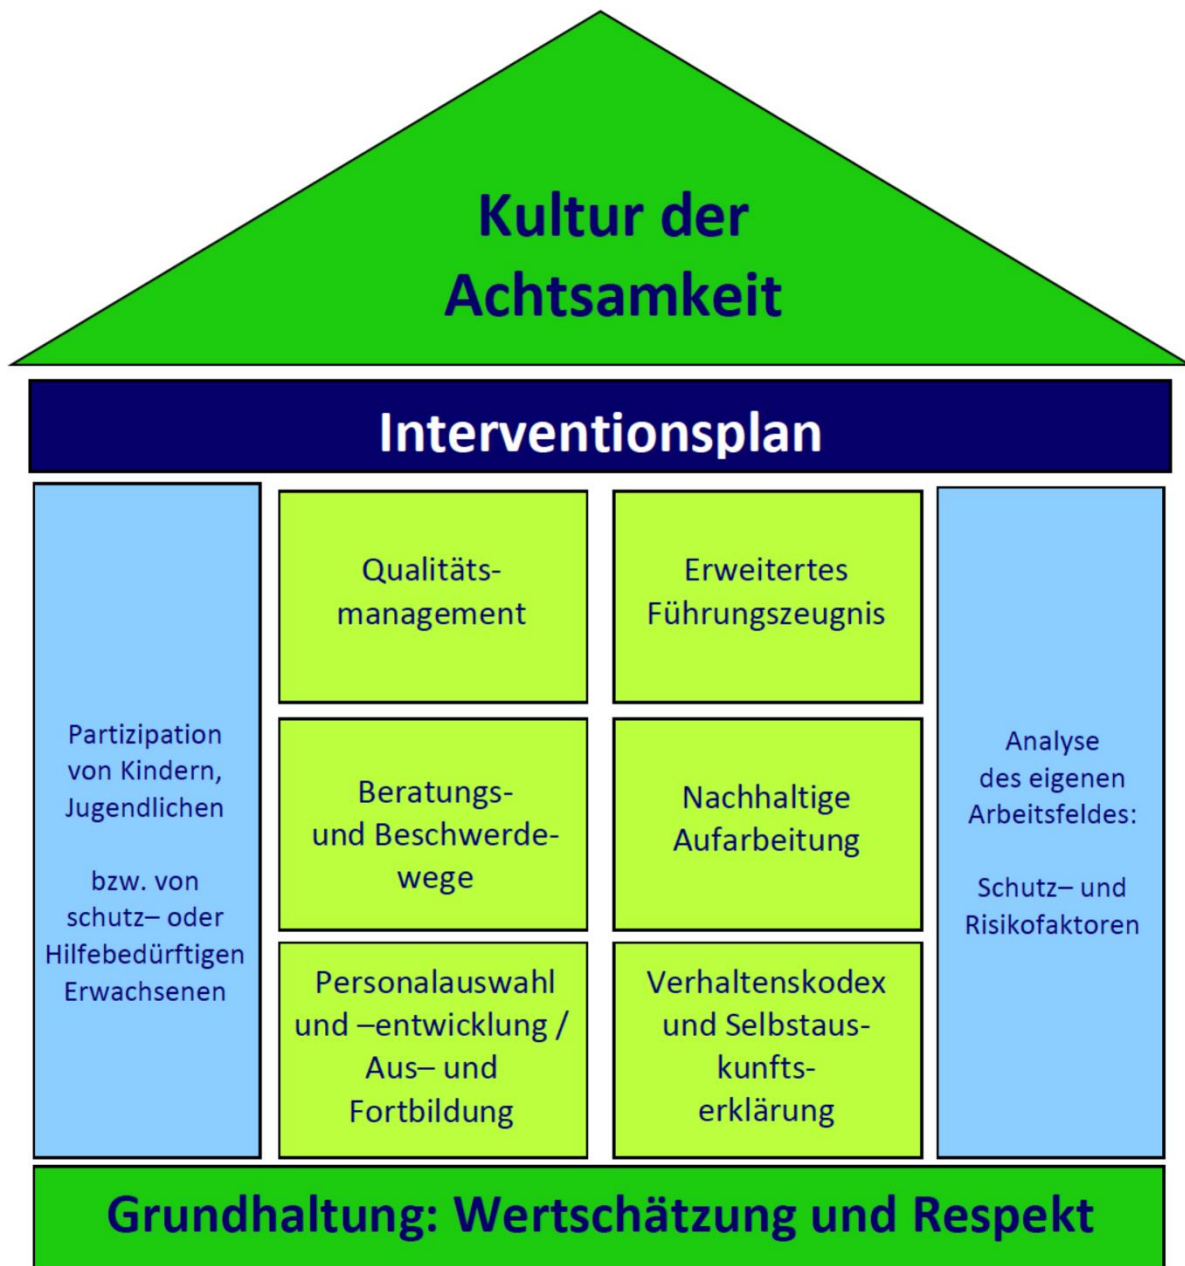 Kultur der
Achtsamkeit
Interventionsplan
Partizipation
von Kindern,
Jugendlichen
bzw. von
schutz– oder
Hilfebedürftigen
Erwachsenen
Qualitäts-
management
Erweitertes
Führungszeugnis
Beratungs-
und Beschwerde-
wege
Nachhaltige
Aufarbeitung
Personalauswahl
und –entwicklung /
Aus– und
Fortbildung
Verhaltenskodex
und Selbstaus-
kunfts-
erklärung
Analyse
des eigenen
Arbeitsfeldes:
Schutz– und
Risikofaktoren
Grundhaltung: Wertschätzung und Respekt